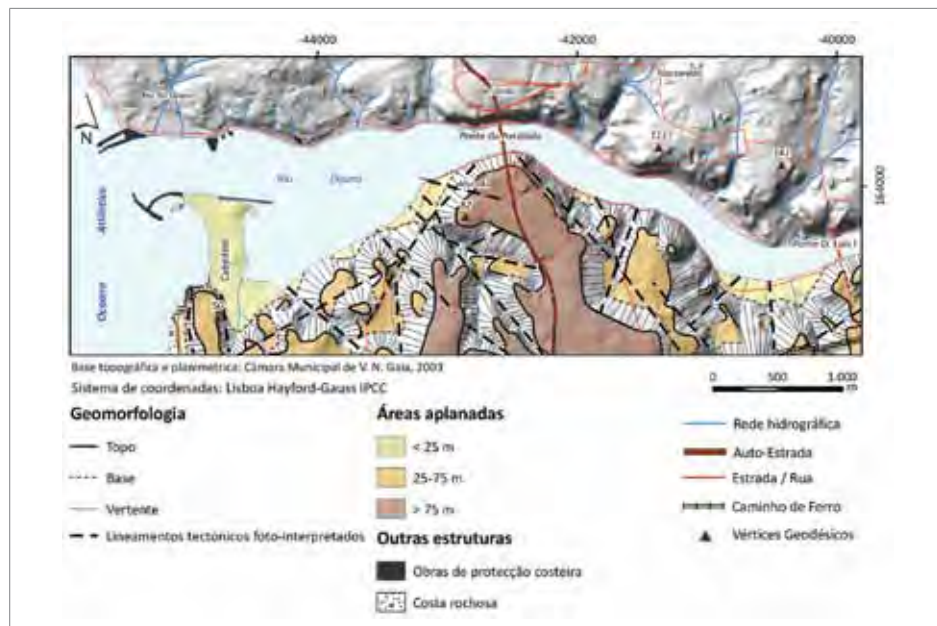 -44000 -42000 -40000
164000
N
Oceano Atlântico
Rio Douro
Cabedelo
Ponte da Arrábida
Ponte D. Luís I
Base topográfica e planimetrica: Câmara Municipal de V. N. Gaia, 2003
Sistema de coordenadas: Lisboa Hayford-Gauss IPCC
0 500 1.000
m
Geomorfologia
Topo
Base
Vertente
Lineamentos tectónicos foto-interpretados
Áreas aplanadas
< 25 m
25-75 m
> 75 m
Outras estruturas
Obras de protecção costeira
Costa rochosa
Rede hidrográfica
Auto-Estrada
Estrada / Rua
Caminho de Ferro
Vértices Geodésicos